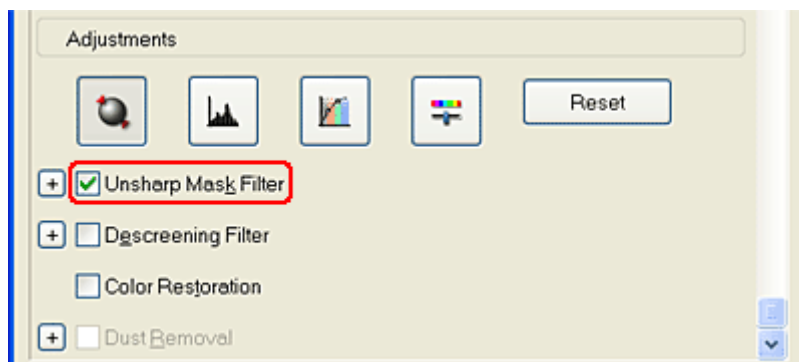 Adjustments
Reset
Unsharp Mask Filter
Descreening Filter
Color Restoration
Dust Removal